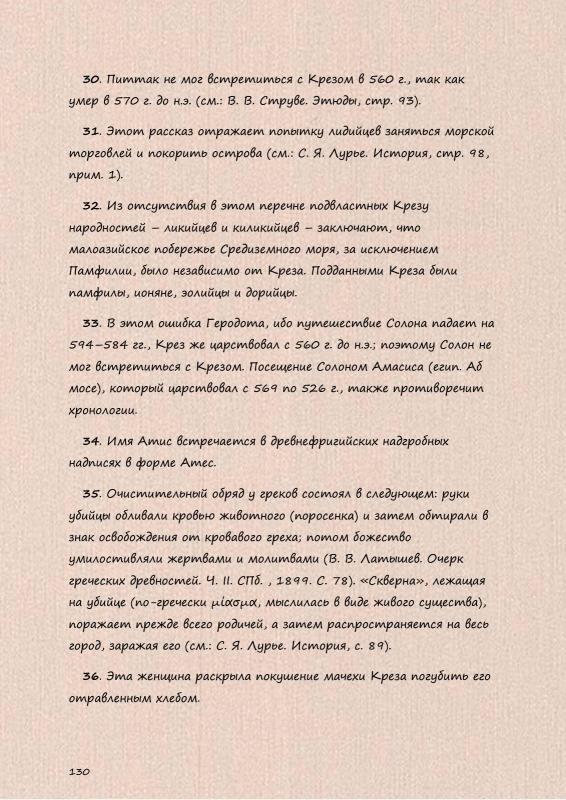 30. Питтак не мог встретиться с Крезом в 560 г., так как
умер в 570 г. до н.э. (см.: В. В. Струве. Этюды, стр. 93).
31. Этот рассказ отражает попытку лидийцев заняться морской
торговлей и покорить острова (см.: С. Я. Лурье. История, стр. 98,
прим. 1).
32. Из отсутствия в этом перечне подвластных Крезу
народностей – ликийцев и киликийцев – заключают, что
малоазийское побережье Средиземного моря, за исключением
Памфилии, было независимо от Креза. Подданными Креза были
памфилы, ионяне, эолийцы и дорийцы.
33. В этом ошибка Геродота, ибо путешествие Солона падает на
594–584 гг., Крез же царствовал с 560 г. до н.э.; поэтому Солон не
мог встретиться с Крезом. Посещение Солоном Амасиса (егип. Аб
мосе), который царствовал с 569 по 526 г., также противоречит
хронологии.
34. Имя Атис встречается в древнефригийских надгробных
надписях в форме Атес.
35. Очистительный обряд у греков состоял в следующем: руки
убийцы обливали кровью животного (поросенка) и затем обтирали в
знак освобождения от кровавого греха; потом божество
умилостивляли жертвами и молитвами (В. В. Латышев. Очерк
греческих древностей. Ч. II. СПб. , 1899. С. 78). «Скверна», лежащая
на убийце (по-гречески μίασμα, мыслилась в виде живого существа),
поражает прежде всего родичей, а затем распространяется на весь
город, заражая его (см.: С. Я. Лурье. История, с. 89).
36. Эта женщина раскрыла покушение мачехи Креза погубить его
отравленным хлебом.
130